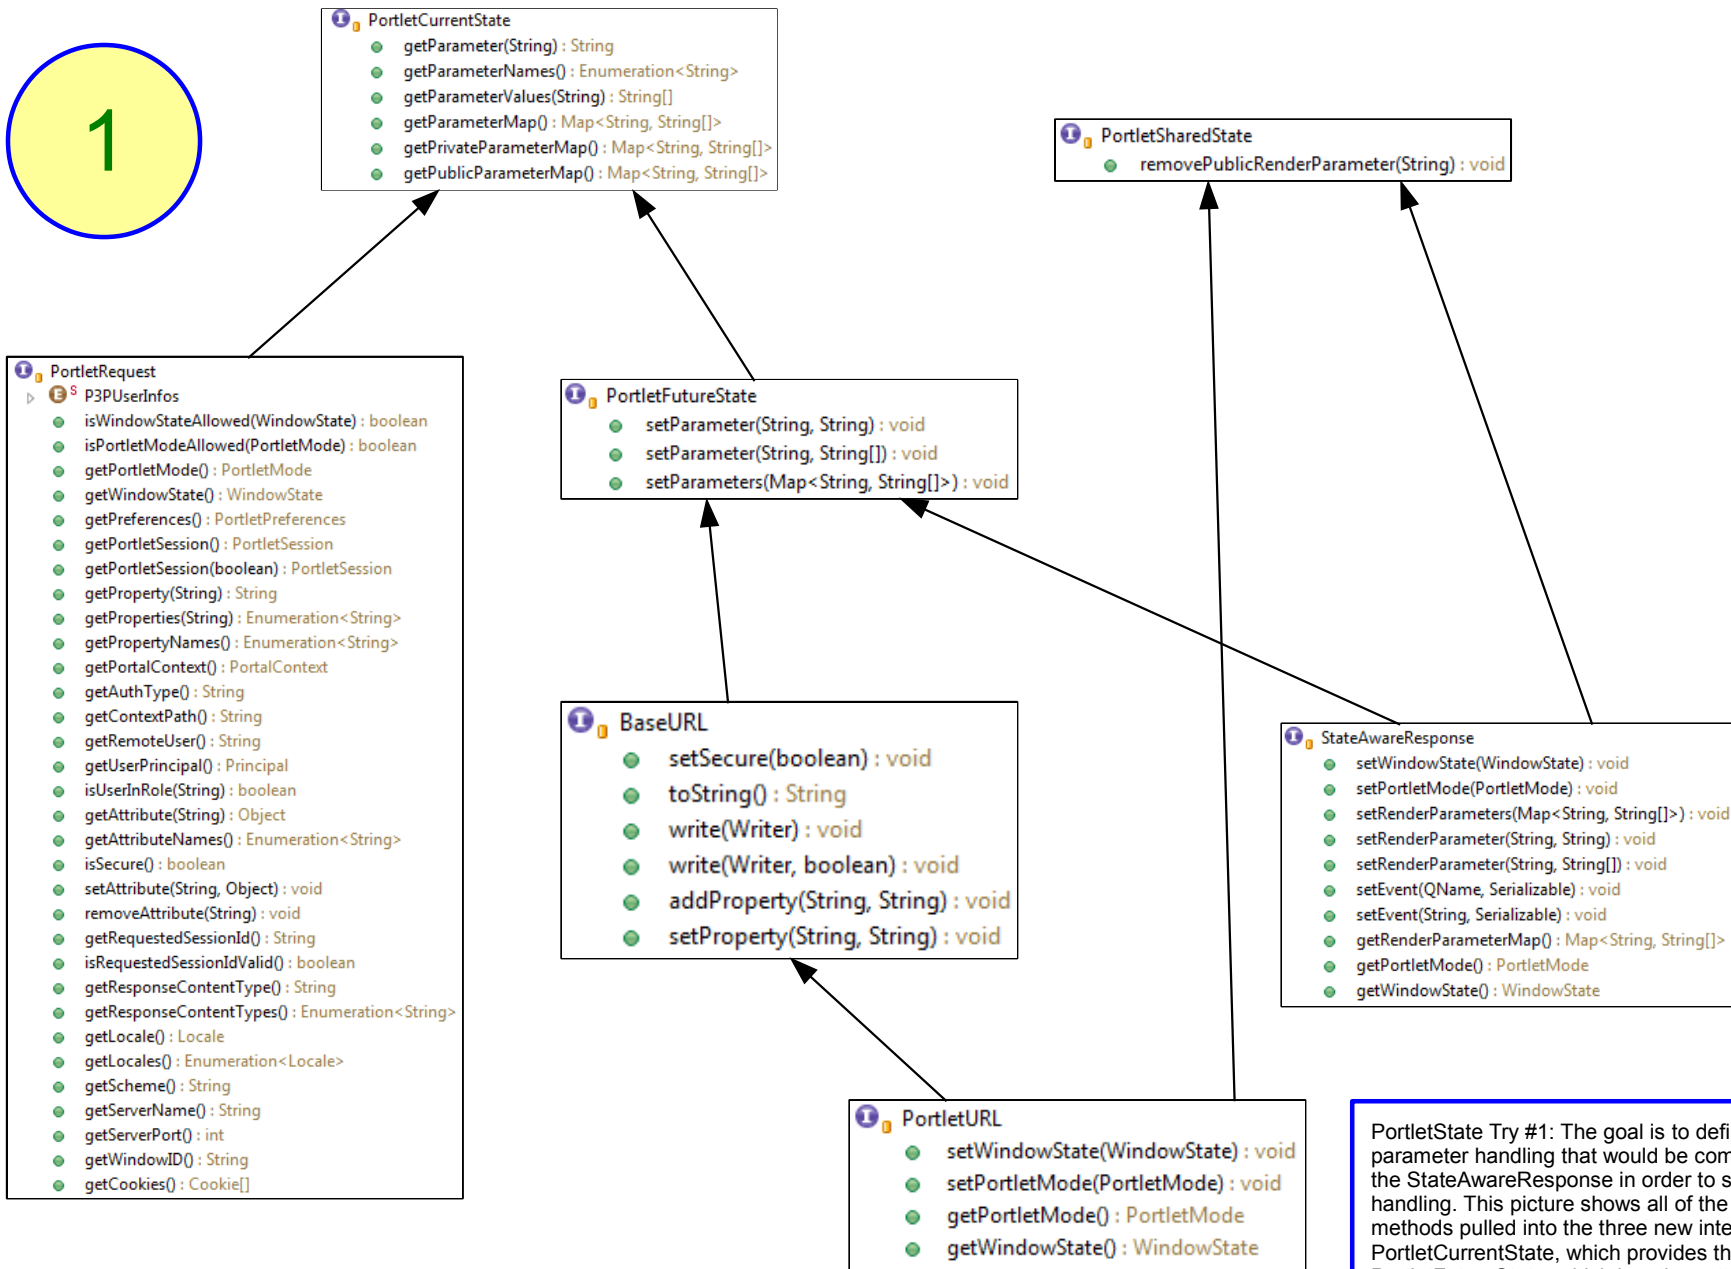 1
PortletCurrentState
getParameter(String) : String
getParameterNames() : Enumeration<String>
getParameterValues(String) : String[]
getParameterMap() : Map<String, String[]>
getPrivateParameterMap() : Map<String, String[]>
getPublicParameterMap() : Map<String, String[]>
PortletSharedState
removePublicRenderParameter(String) : void
PortletRequest
P3PUserInfos
isWindowStateAllowed(WindowState) : boolean
isPortletModeAllowed(PortletMode) : boolean
getPortletMode() : PortletMode
getWindowState() : WindowState
getPreferences() : PortletPreferences
getPortletSession() : PortletSession
getPortletSession(boolean) : PortletSession
getProperty(String) : String
getProperties(String) : Enumeration<String>
getPropertyNames() : Enumeration<String>
getPortalContext() : PortalContext
getAuthType() : String
getContextPath() : String
getRemoteUser() : String
getUserPrincipal() : Principal
isUserInRole(String) : boolean
getAttribute(String) : Object
getAttributeNames() : Enumeration<String>
isSecure() : boolean
setAttribute(String, Object) : void
removeAttribute(String) : void
getRequestedSessionId() : String
isRequestedSessionIdValid() : boolean
getResponseContentType() : String
getResponseContentTypes() : Enumeration<String>
getLocale() : Locale
getLocales() : Enumeration<Locale>
getScheme() : String
getServerName() : String
getServerPort() : int
getWindowID() : String
getCookies() : Cookie[]
PortletFutureState
setParameter(String, String) : void
setParameter(String, String[]) : void
setParameters(Map<String, String[]>) : void
BaseURL
setSecure(boolean) : void
toString() : String
write(Writer) : void
write(Writer, boolean) : void
addProperty(String, String) : void
setProperty(String, String) : void
StateAwareResponse
setWindowState(WindowState) : void
setPortletMode(PortletMode) : void
setRenderParameters(Map<String, String[]>) : void
setRenderParameter(String, String) : void
setRenderParameter(String, String[]) : void
setEvent(QName, Serializable) : void
setEvent(String, Serializable) : void
getRenderParameterMap() : Map<String, String[]>
getPortletMode() : PortletMode
getWindowState() : WindowState
PortletURL
setWindowState(WindowState) : void
setPortletMode(PortletMode) : void
getPortletMode() : PortletMode
getWindowState() : WindowState
PortletState Try #1: The goal is to defi
parameter handling that would be com
the StateAwareResponse in order to s
handling. This picture shows all of the
methods pulled into the three new inte
PortletCurrentState, which provides th